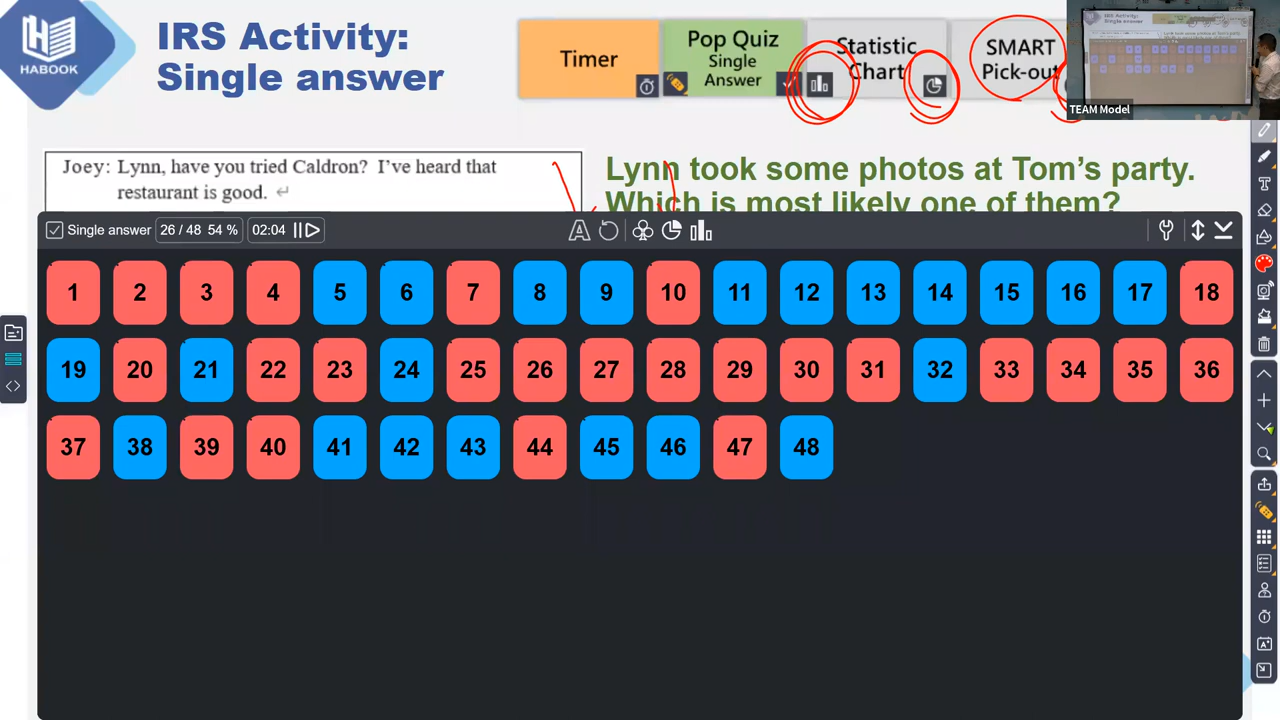 HABOOK
IRS Activity:
Single answer
Timer
Pop Quiz
Single
Answer
Statistic
Chart
SMART
Pick-out
TEAM Model
Joey: Lynn, have you tried Caldron? I've heard that
restaurant is good.
Lynn took some photos at Tom's party.
Which is most likely one of them?
Single answer 26 / 48 54 % 02:04
1 2 3 4 5 6 7 8 9 10 11 12 13 14 15 16 17 18
19 20 21 22 23 24 25 26 27 28 29 30 31 32 33 34 35 36
37 38 39 40 41 42 43 44 45 46 47 48